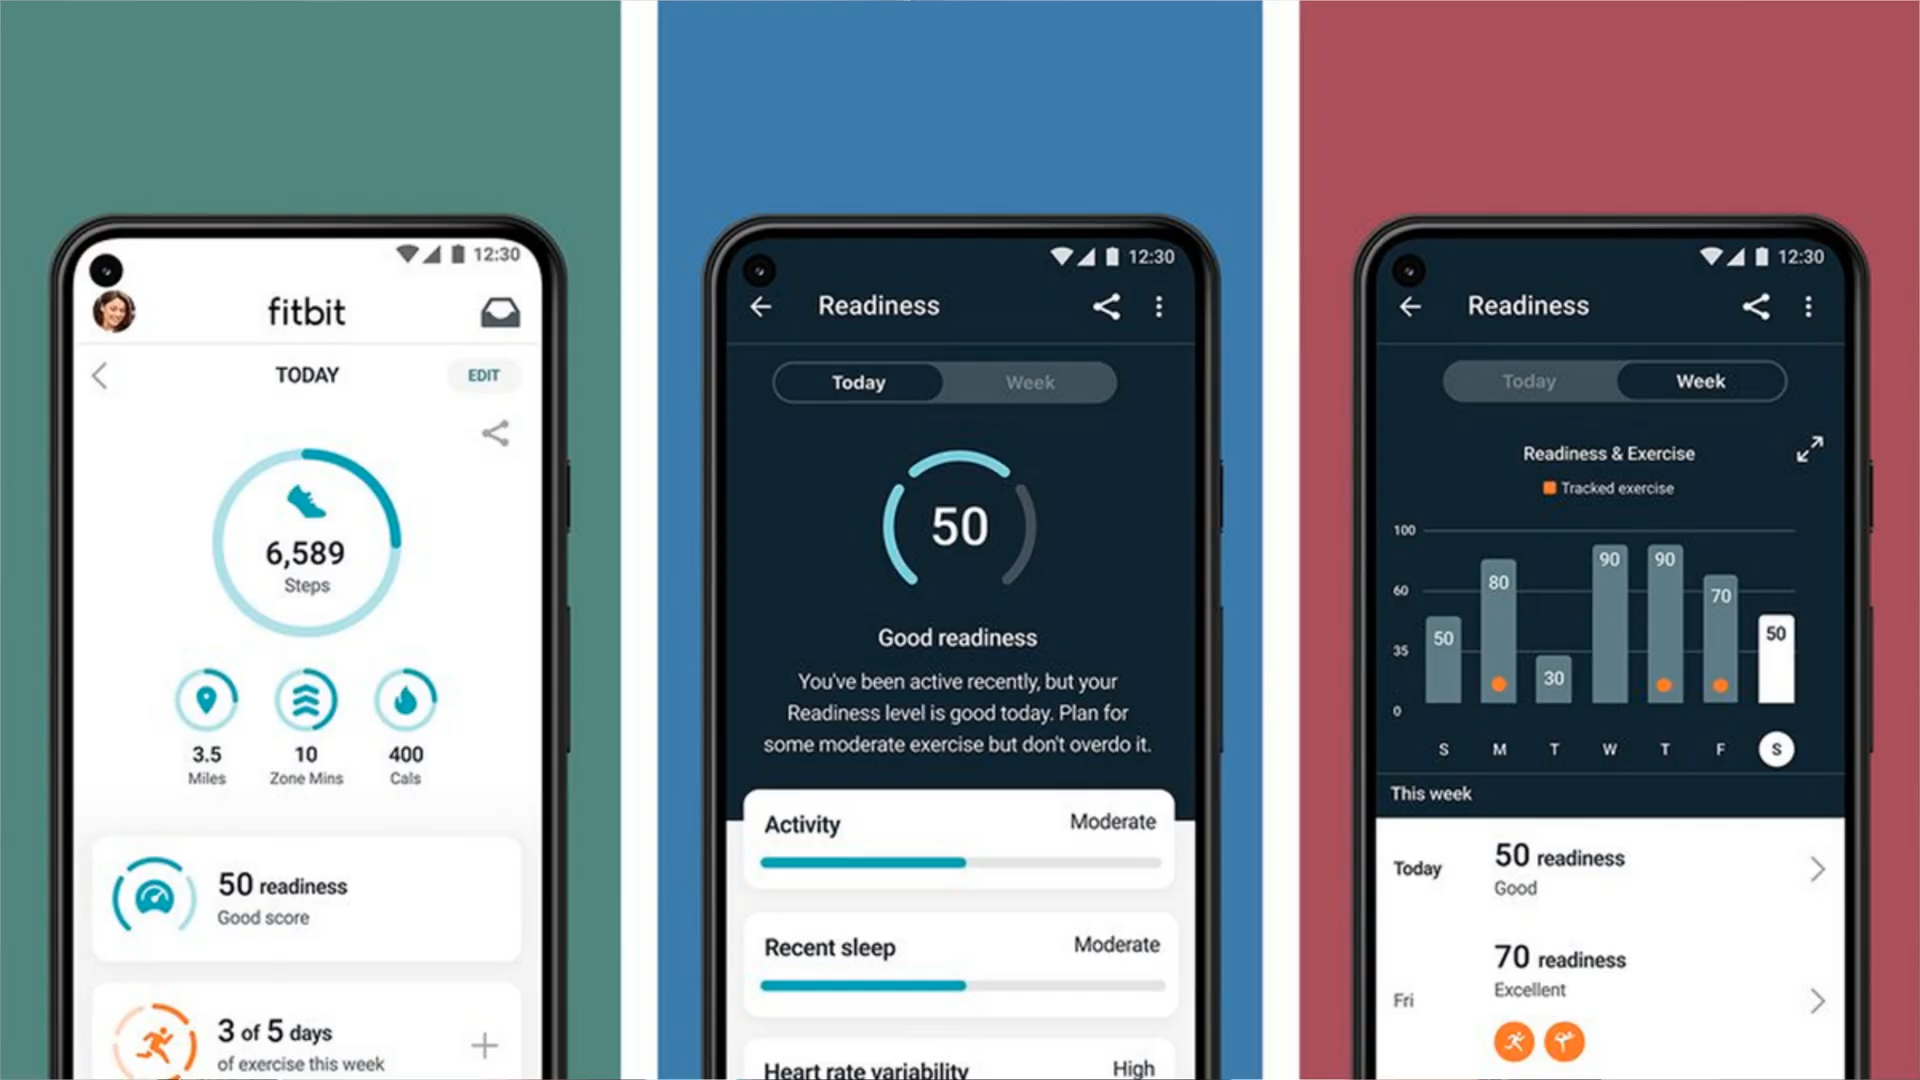 12:30
fitbit
TODAY
EDIT
6,589
Steps
3.5
Miles
10
Zone Mins
400
Cals
50 readiness
Good score
3 of 5 days
of exercise this week
12:30
Readiness
Today Week
50
Good readiness
You've been active recently, but your
Readiness level is good today. Plan for
some moderate exercise but don't overdo it.
Activity Moderate
Recent sleep Moderate
Heart rate variability High
12:30
Readiness
Today Week
Readiness & Exercise
Tracked exercise
100
60
35
0
50 80 30 90 90 70 50
S M T W T F S
This week
Today
50 readiness
Good
Fri
70 readiness
Excellent